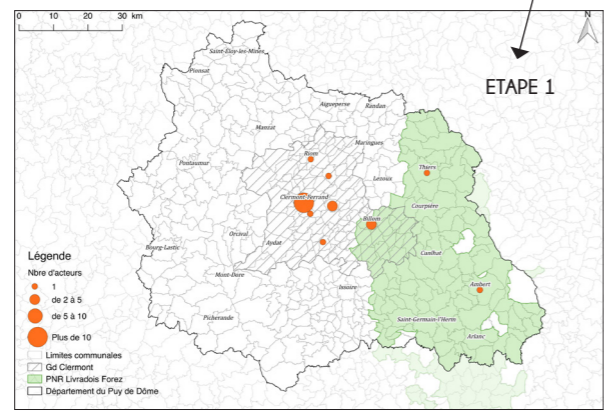 0 10 20 30 km
N
ETAPE 1
Saint-Eloy-les-Mines
Pionsat
Aigueperse
Randan
Manzat
Maringues
Riom
Pontaumur
Thiers
Lezoux
Clermont-Ferrand
Courpière
Billom
Bourg-Lastic
Orcival
Aydat
Cunlhat
Mont-Dore
Issoire
Ambert
Picherande
Saint-Germain-l'Herm
Arlanc
Légende
Nbre d'acteurs
1
de 2 à 5
de 5 à 10
Plus de 10
Limites communales
Gd Clermont
PNR Livradois Forez
Département du Puy de Dôme